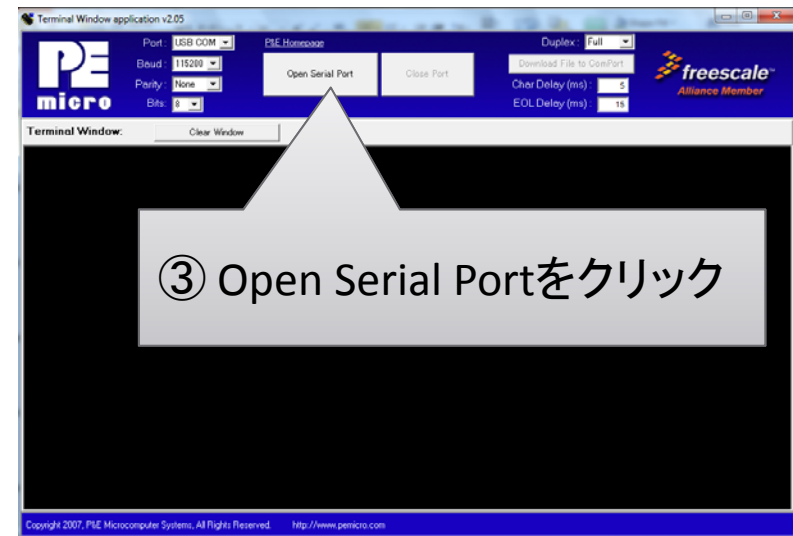 Terminal Window application v2.05
PE
micro
Port: USB COM
Baud: 115200
Parity: None
Bits: 8
P&E Homepage
Open Serial Port
Close Port
Duplex: Full
Download File to ComPort
Char Delay (ms): 5
EOL Delay (ms): 15
freescale™
Alliance Member
Terminal Window:
Clear Window
③ Open Serial Portをクリック
Copyright 2007, P&E Microcomputer Systems, All Rights Reserved. http://www.pemicro.com